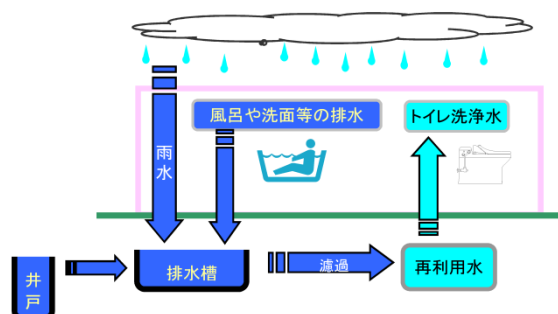 風呂や洗面等の排水
トイレ洗浄水
雨水
井戸
排水槽
濾過
再利用水